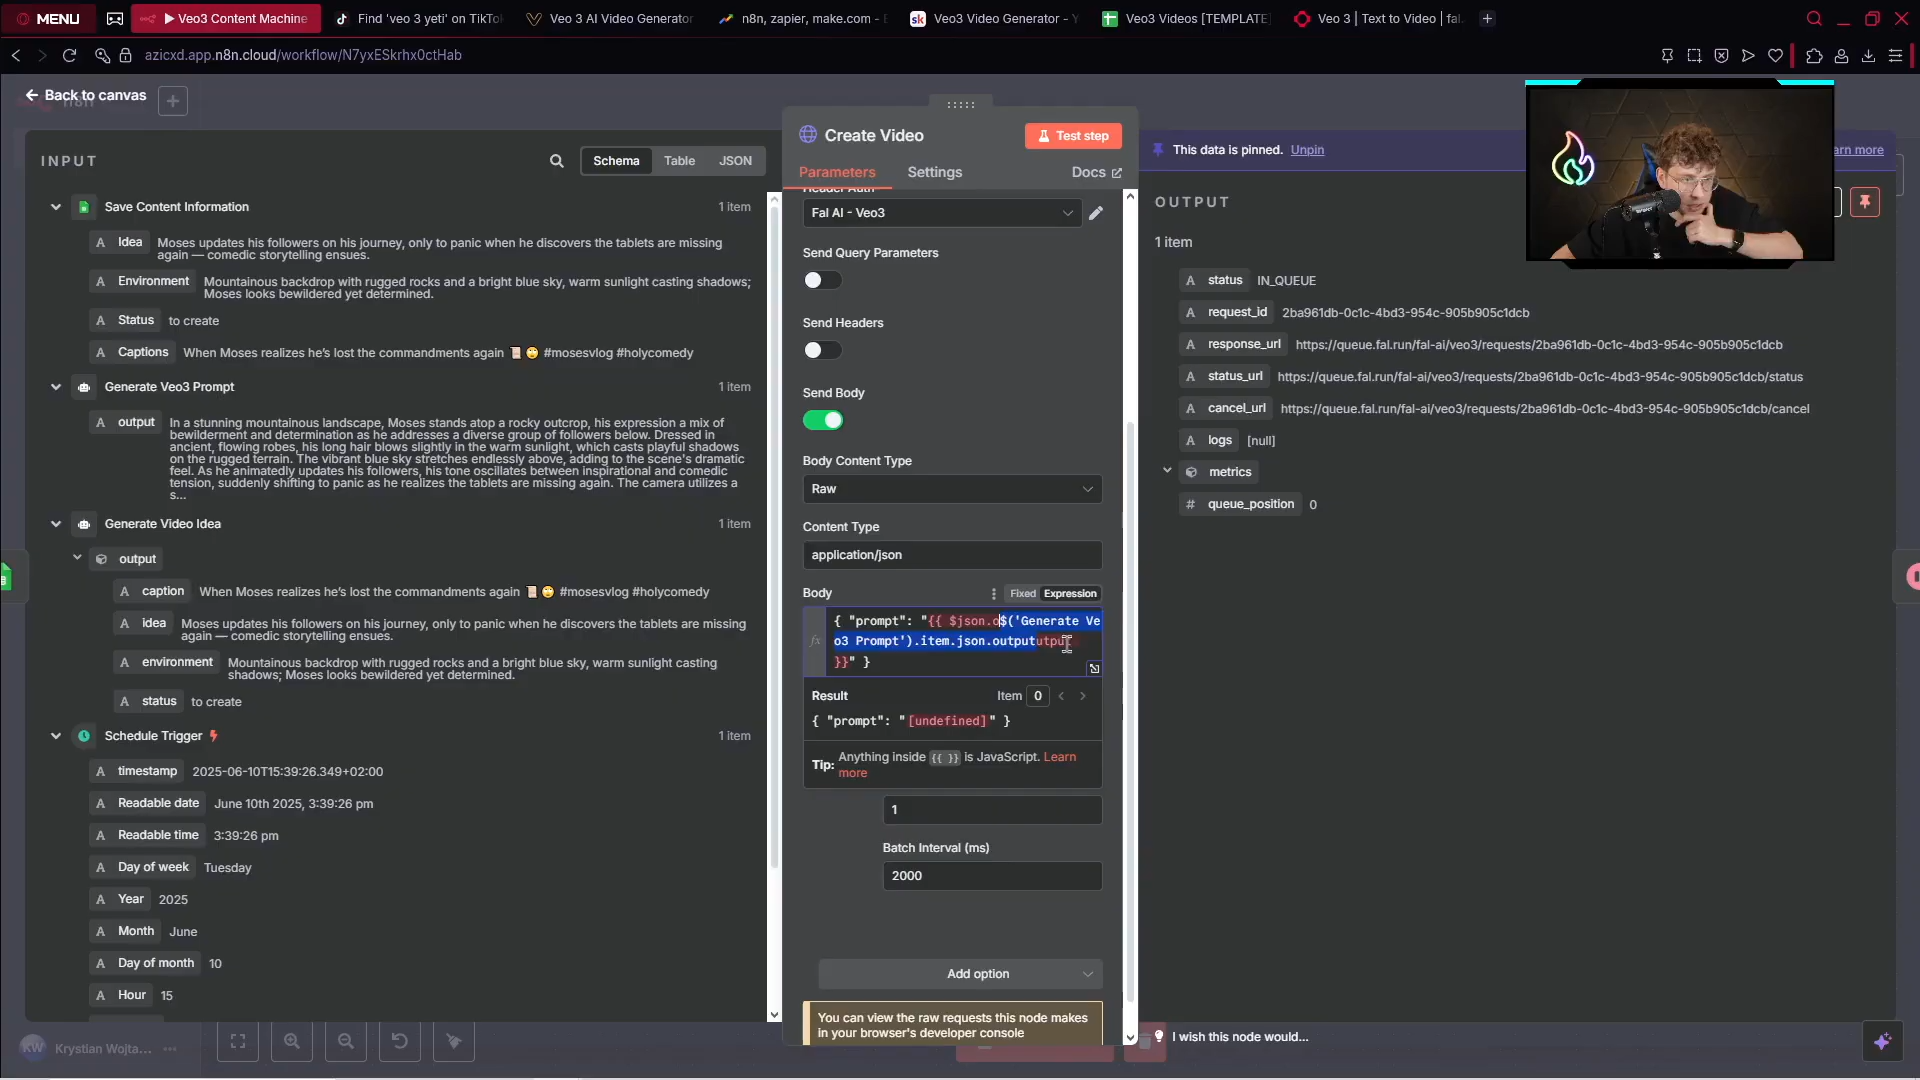 MENU
Veo3 Content Machine
Find 'veo 3 yeti' on TikTo
Veo 3 AI Video Generator
n8n, zapier, make.com - E
Veo3 Video Generator - Y
Veo3 Videos [TEMPLATE]
Veo 3 | Text to Video | fal.
azicxd.app.n8n.cloud/workflow/N7yxESkrhx0ctHab
Back to canvas
INPUT
Schema
Table
JSON
Save Content Information
1 item
Idea
Moses updates his followers on his journey, only to panic when he discovers the tablets are missing
again — comedic storytelling ensues.
Environment
Mountainous backdrop with rugged rocks and a bright blue sky, warm sunlight casting shadows;
Moses looks bewildered yet determined.
Status
to create
Captions
When Moses realizes he's lost the commandments again 📜 🙄 #mosesvlog #holycomedy
Generate Veo3 Prompt
1 item
output
In a stunning mountainous landscape, Moses stands atop a rocky outcrop, his expression a mix of
bewilderment and determination as he addresses a diverse group of followers below. Dressed in
ancient, flowing robes, his long hair blows slightly in the warm sunlight, which casts playful shadows
on the rugged terrain. The vibrant blue sky stretches endlessly above, adding to the scene's dramatic
feel. As he animatedly updates his followers, his tone oscillates between inspirational and comedic
tension, suddenly shifting to panic as he realizes the tablets are missing again. The camera utilizes a
s...
Generate Video Idea
1 item
output
caption
When Moses realizes he's lost the commandments again 📜 🙄 #mosesvlog #holycomedy
idea
Moses updates his followers on his journey, only to panic when he discovers the tablets are missing
again — comedic storytelling ensues.
environment
Mountainous backdrop with rugged rocks and a bright blue sky, warm sunlight casting
shadows; Moses looks bewildered yet determined.
status
to create
Schedule Trigger
1 item
timestamp
2025-06-10T15:39:26.349+02:00
Readable date
June 10th 2025, 3:39:26 pm
Readable time
3:39:26 pm
Day of week
Tuesday
Year
2025
Month
June
Day of month
10
Hour
15
Krystian Wojta...
Create Video
Test step
Parameters
Settings
Docs
Header Auth
Fal AI - Veo3
Send Query Parameters
Send Headers
Send Body
Body Content Type
Raw
Content Type
application/json
Body
Fixed
Expression
fx
{ "prompt": "{{ $json.o$('Generate Ve
o3 Prompt').item.json.oututput
}}" }
Result
Item
0
{ "prompt": "[undefined]" }
Tip:
Anything inside {{ }} is JavaScript. Learn
more
1
Batch Interval (ms)
2000
Add option
You can view the raw requests this node makes
in your browser's developer console
This data is pinned.
Unpin
arn more
OUTPUT
1 item
status
IN_QUEUE
request_id
2ba961db-0c1c-4bd3-954c-905b905c1dcb
response_url
https://queue.fal.run/fal-ai/veo3/requests/2ba961db-0c1c-4bd3-954c-905b905c1dcb
status_url
https://queue.fal.run/fal-ai/veo3/requests/2ba961db-0c1c-4bd3-954c-905b905c1dcb/status
cancel_url
https://queue.fal.run/fal-ai/veo3/requests/2ba961db-0c1c-4bd3-954c-905b905c1dcb/cancel
logs
[null]
metrics
queue_position
0
I wish this node would...